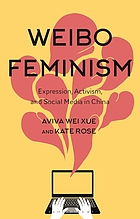 WEIBO
FEMINISM
Expression, Activism,
and Social Media in China
AVIVA WEI XUE
AND KATE ROSE